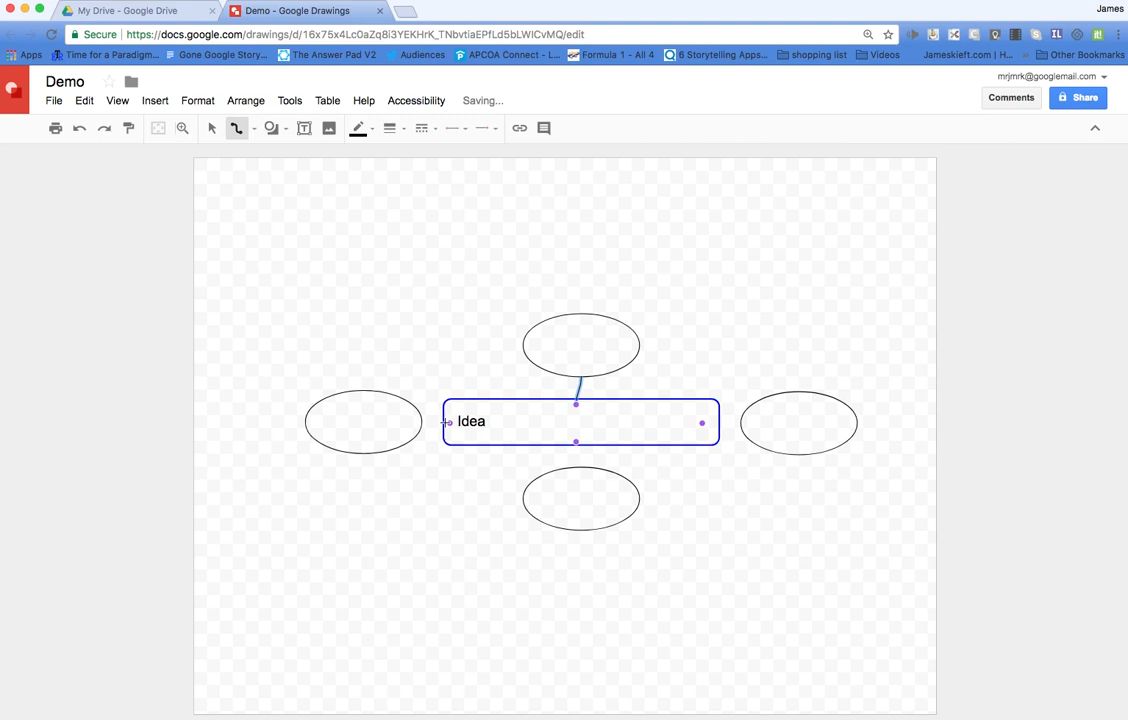 My Drive - Google Drive
Demo - Google Drawings
James
Secure
https://docs.google.com/drawings/d/16x75x4Lc0aZq8i3YEKHrK_TNbvtiaEPfLd5bLWICvMQ/edit
Apps
Time for a Paradigm...
Gone Google Story...
The Answer Pad V2
Audiences
APCOA Connect - L...
Formula 1 - All 4
6 Storytelling Apps...
shopping list
Videos
Jameskieft.com | H...
»
Other Bookmarks
Demo
mrjmrk@googlemail.com
File Edit View Insert Format Arrange Tools Table Help Accessibility Saving...
Comments
Share
Idea